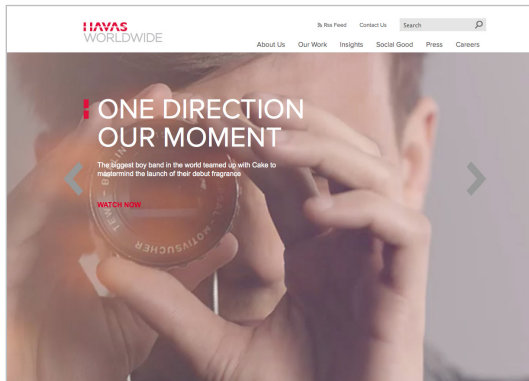 HAVAS
WORLDWIDE
Rss Feed
Contact Us
Search
About Us
Our Work
Insights
Social Good
Press
Careers
ONE DIRECTION
OUR MOMENT
The biggest boy band in the world teamed up with Cake to
mastermind the launch of their debut fragrance
WATCH NOW
MOTIVSUCHER